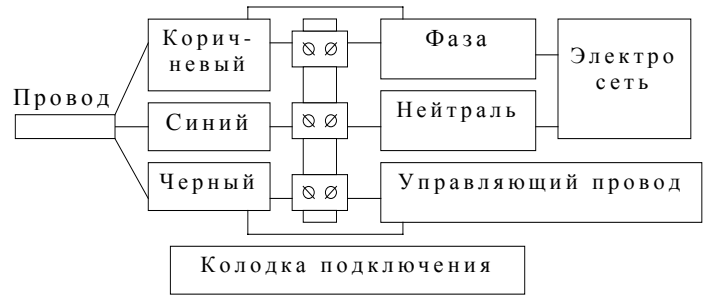 Корич-
невый
Фаза
Электро
сеть
Провод
Синий
Нейтраль
Черный
Управляющий провод
Колодка подключения